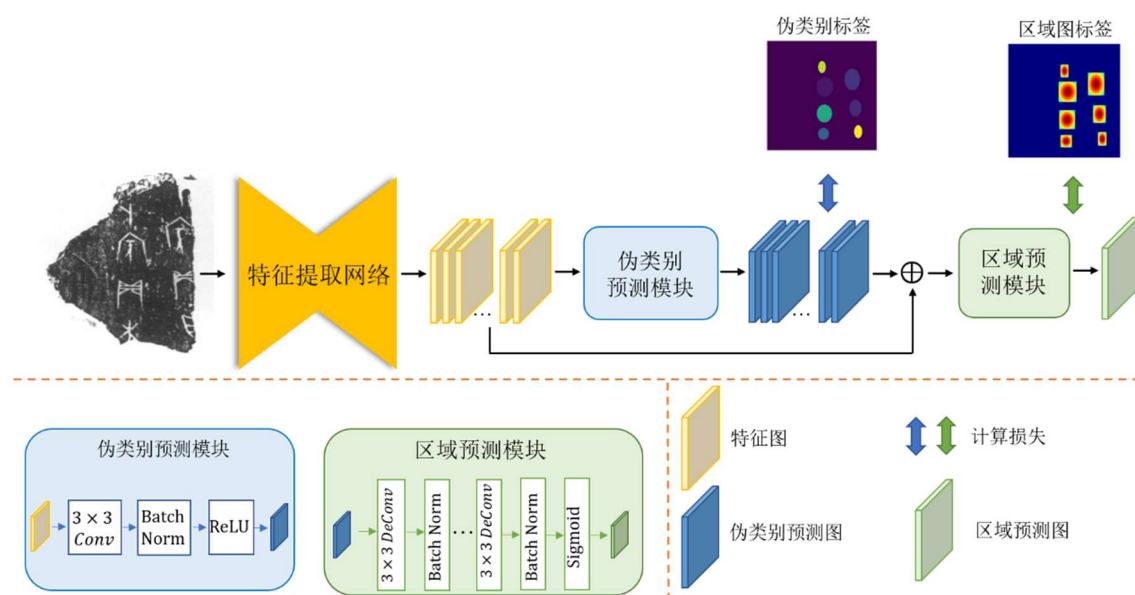 伪类别标签
区域图标签
特征提取网络
...
伪类别
预测模块
...
区域预
测模块
伪类别预测模块
3 × 3
Conv
Batch
Norm
ReLU
区域预测模块
3 × 3 DeConv
Batch Norm
...
3 × 3 DeConv
Batch Norm
Sigmoid
特征图
计算损失
伪类别预测图
区域预测图